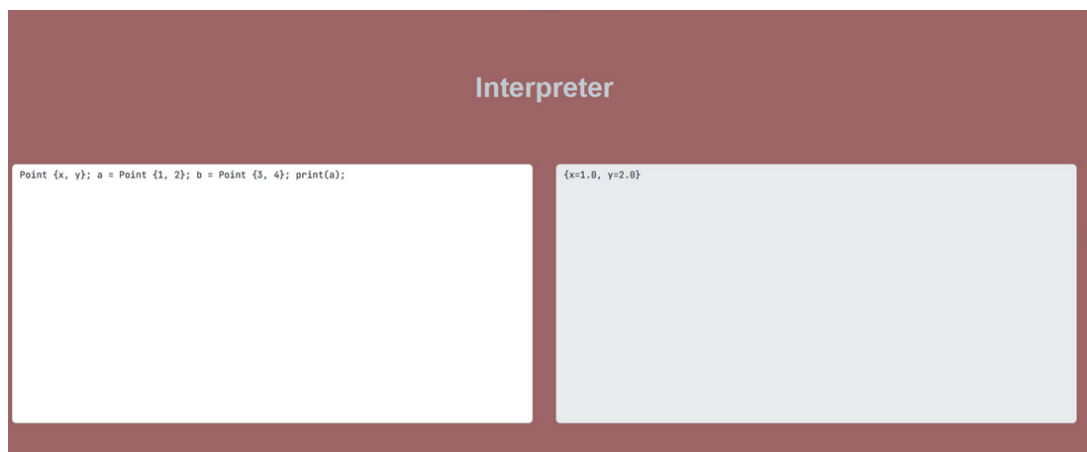 Interpreter
Point {x, y}; a = Point {1, 2}; b = Point {3, 4}; print(a);
{x=1.0, y=2.0}